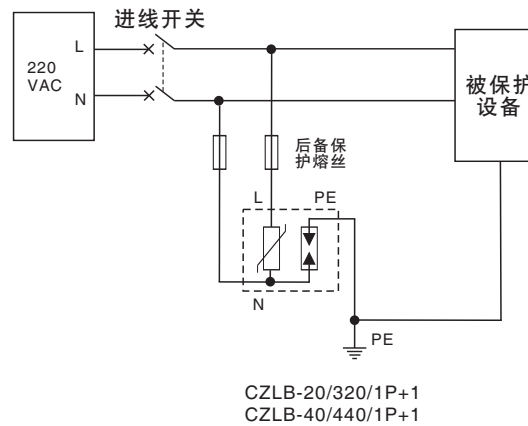 进线开关
L
220
VAC
N
被保护
设备
后备保
护熔丝
L
PE
N
PE
CZLB-20/320/1P+1
CZLB-40/440/1P+1